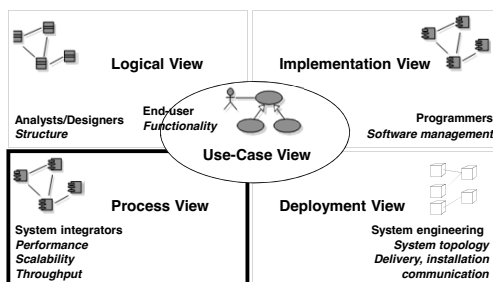 Logical View
Analysts/Designers
Structure
Implementation View
Programmers
Software management
End-user
Functionality
Use-Case View
Process View
System integrators
Performance
Scalability
Throughput
Deployment View
System engineering
System topology
Delivery, installation
communication